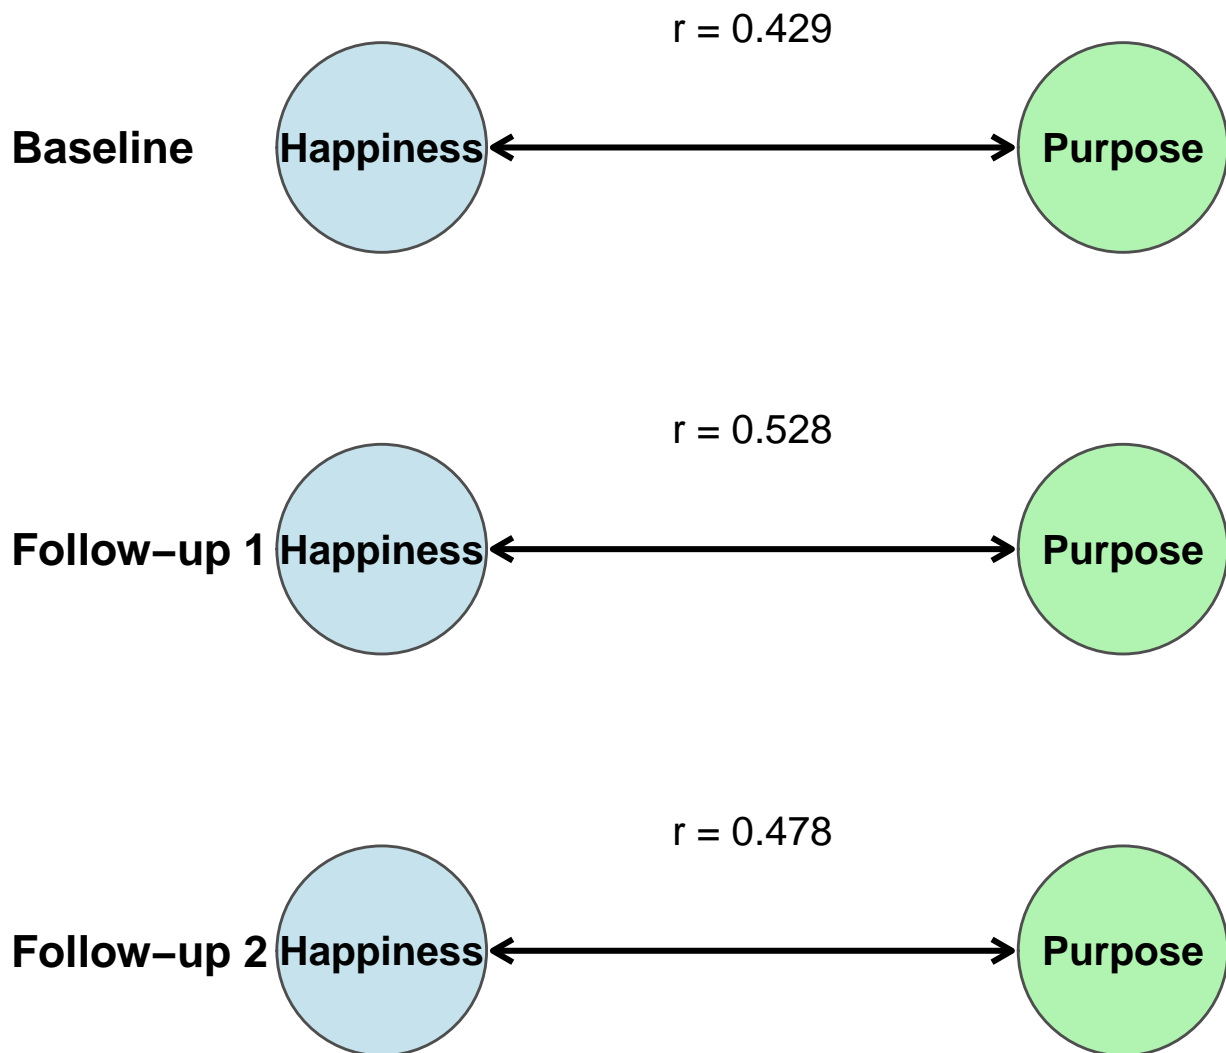 r = 0.429
Baseline Happiness Purpose
r = 0.528
Follow−up 1 Happiness Purpose
r = 0.478
Follow−up 2 Happiness Purpose